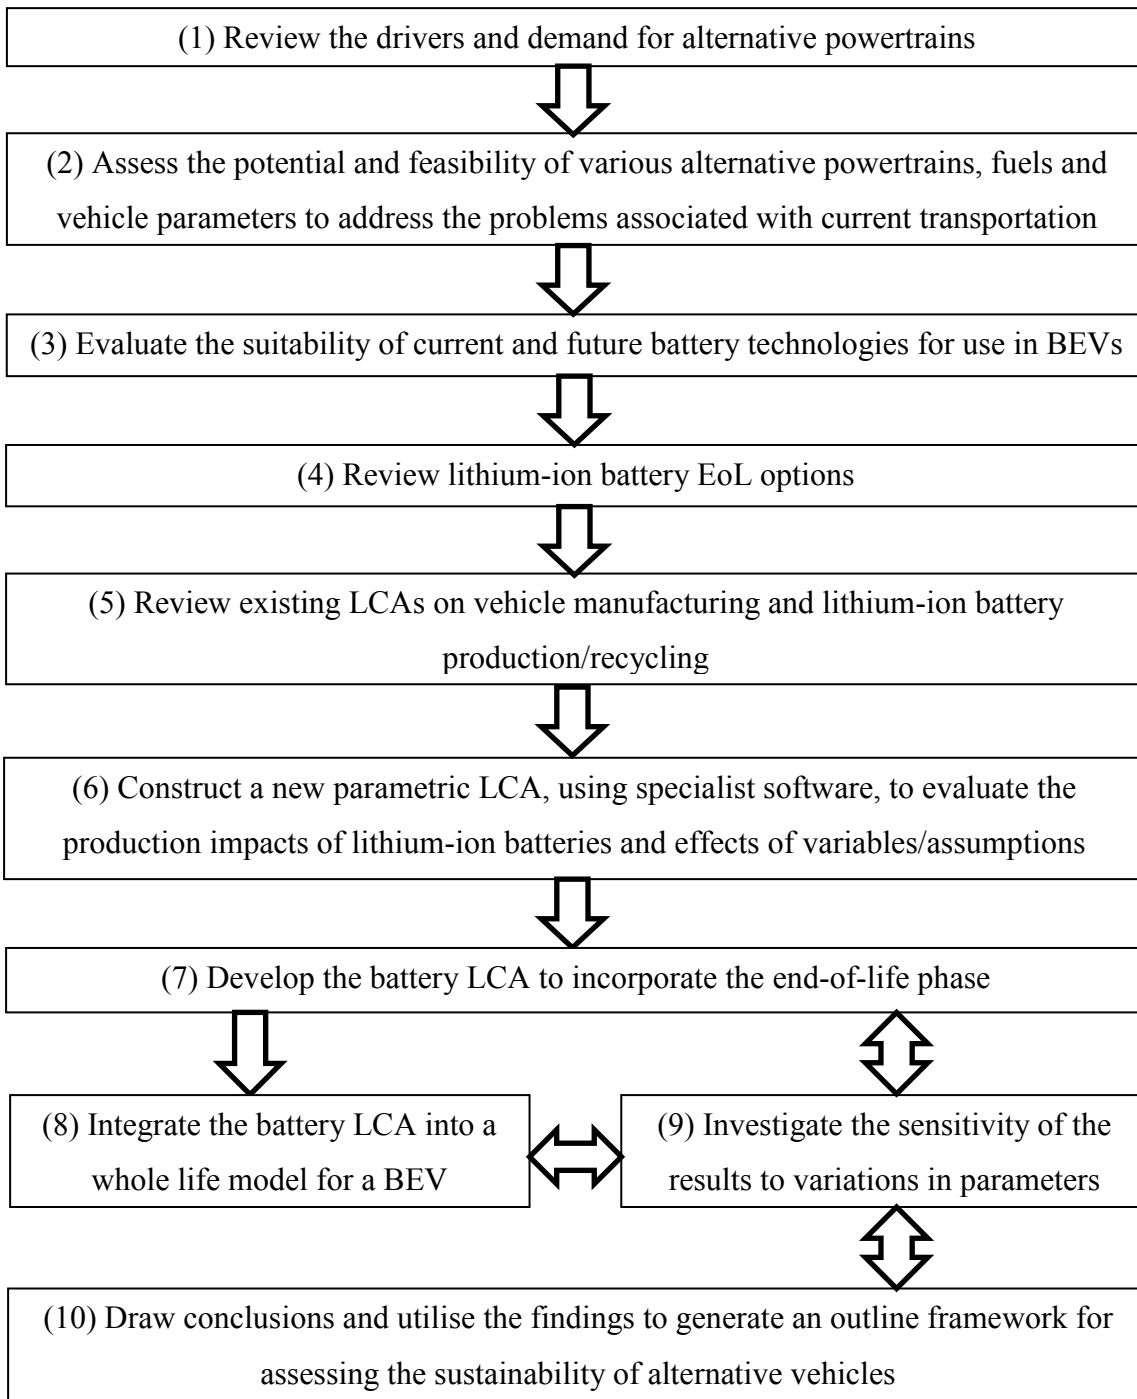 (1) Review the drivers and demand for alternative powertrains
(2) Assess the potential and feasibility of various alternative powertrains, fuels and
vehicle parameters to address the problems associated with current transportation
(3) Evaluate the suitability of current and future battery technologies for use in BEVs
(4) Review lithium-ion battery EoL options
(5) Review existing LCAs on vehicle manufacturing and lithium-ion battery
production/recycling
(6) Construct a new parametric LCA, using specialist software, to evaluate the
production impacts of lithium-ion batteries and effects of variables/assumptions
(7) Develop the battery LCA to incorporate the end-of-life phase
(8) Integrate the battery LCA into a
whole life model for a BEV
(9) Investigate the sensitivity of the
results to variations in parameters
(10) Draw conclusions and utilise the findings to generate an outline framework for
assessing the sustainability of alternative vehicles